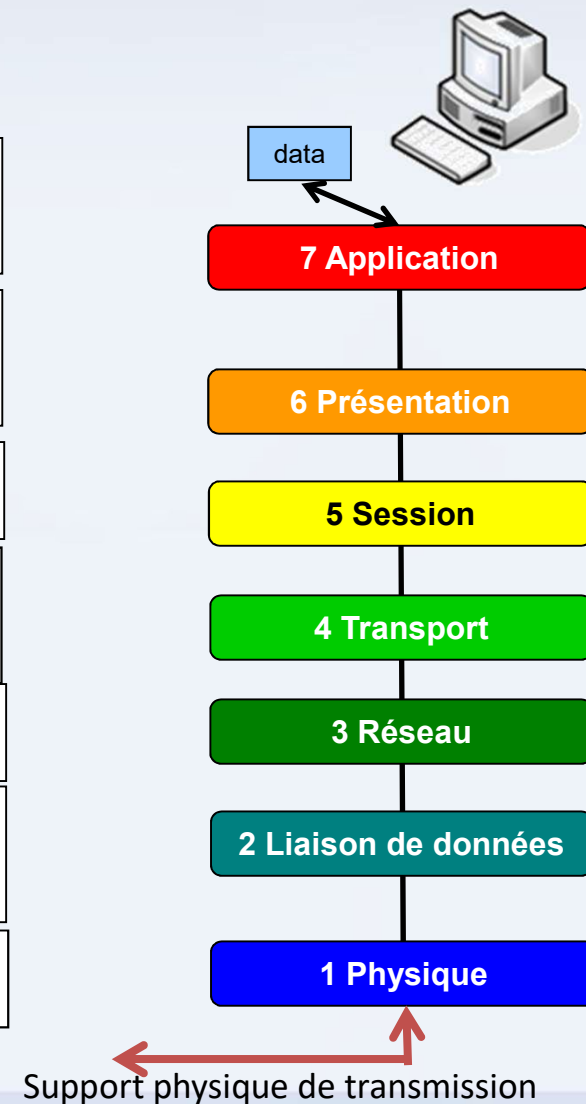 data
7 Application
6 Présentation
5 Session
4 Transport
3 Réseau
2 Liaison de données
1 Physique
Support physique de transmission